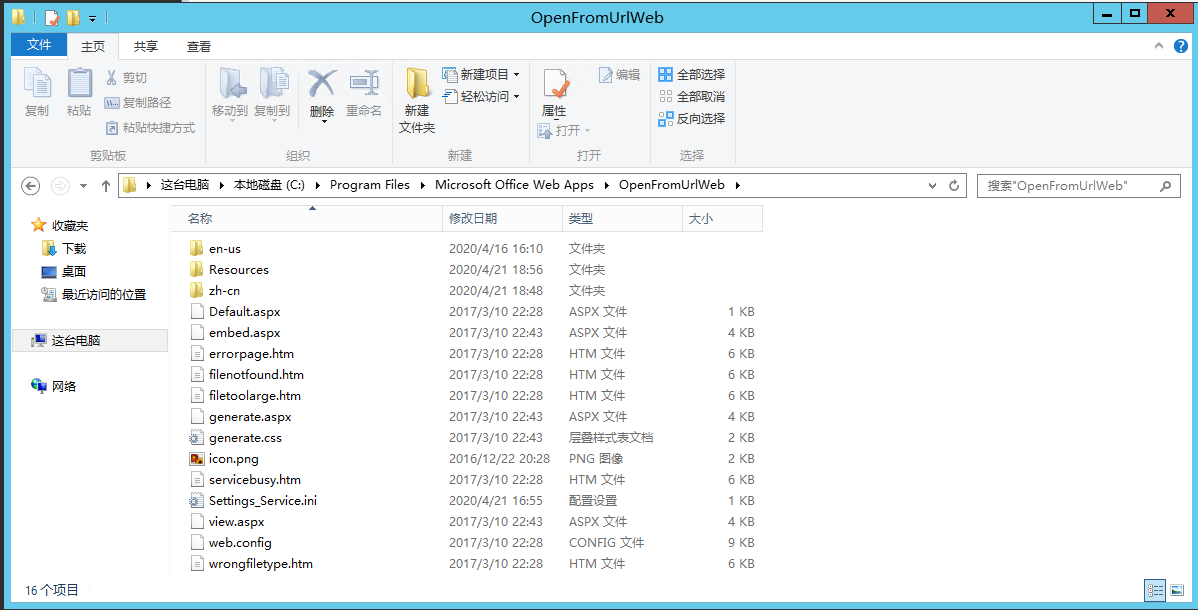 OpenFromUrlWeb
文件 主页 共享 查看
复制 粘贴 剪切 复制路径 粘贴快捷方式
移动到 复制到 删除 重命名
新建文件夹 新建项目 轻松访问
属性 打开 编辑
全部选择 全部取消 反向选择
剪贴板 组织 新建 打开 选择
这台电脑 本地磁盘 (C:) Program Files Microsoft Office Web Apps OpenFromUrlWeb 搜索"OpenFromUrlWeb"
收藏夹
下载
桌面
最近访问的位置
这台电脑
网络
名称 修改日期 类型 大小
en-us 2020/4/16 16:10 文件夹
Resources 2020/4/21 18:56 文件夹
zh-cn 2020/4/21 18:48 文件夹
Default.aspx 2017/3/10 22:28 ASPX 文件 1 KB
embed.aspx 2017/3/10 22:43 ASPX 文件 4 KB
errorpage.htm 2017/3/10 22:28 HTM 文件 6 KB
filenotfound.htm 2017/3/10 22:28 HTM 文件 6 KB
filetoolarge.htm 2017/3/10 22:28 HTM 文件 6 KB
generate.aspx 2017/3/10 22:43 ASPX 文件 4 KB
generate.css 2017/3/10 22:43 层叠样式表文档 2 KB
icon.png 2016/12/22 20:28 PNG 图像 2 KB
servicebusy.htm 2017/3/10 22:28 HTM 文件 6 KB
Settings_Service.ini 2020/4/21 16:55 配置设置 1 KB
view.aspx 2017/3/10 22:43 ASPX 文件 4 KB
web.config 2017/3/10 22:28 CONFIG 文件 9 KB
wrongfiletype.htm 2017/3/10 22:28 HTM 文件 6 KB
16 个项目